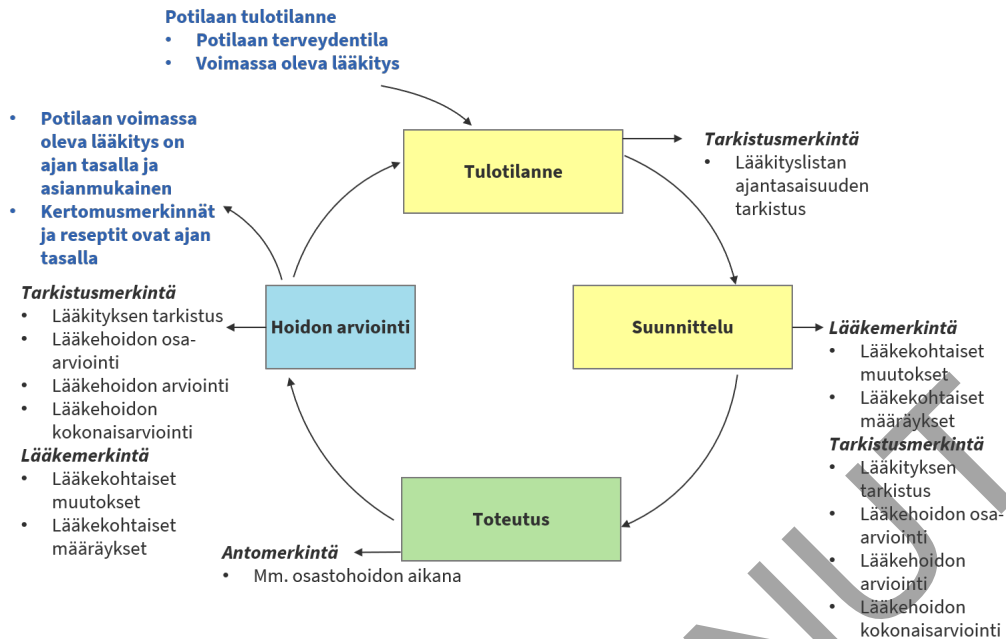 Potilaan tulotilanne
• Potilaan terveydentila
• Voimassa oleva lääkitys
• Potilaan voimassa
oleva lääkitys on
ajan tasalla ja
asianmukainen
• Kertomusmerkinnät
ja reseptit ovat ajan
tasalla
Tulotilanne
Tarkistusmerkintä
• Lääkityslistan
ajantasaisuuden
tarkistus
Tarkistusmerkintä
• Lääkityksen tarkistus
• Lääkehoidon osa-
arviointi
• Lääkehoidon arviointi
• Lääkehoidon
kokonaisarviointi
Lääkemerkintä
• Lääkekohtaiset
muutokset
• Lääkekohtaiset
määräykset
Hoidon arviointi
Suunnittelu
Lääkemerkintä
• Lääkekohtaiset
muutokset
• Lääkekohtaiset
määräykset
Tarkistusmerkintä
• Lääkityksen
tarkistus
• Lääkehoidon osa-
arviointi
• Lääkehoidon
arviointi
• Lääkehoidon
kokonaisarviointi
Toteutus
Antomerkintä
• Mm. osastohoidon aikana